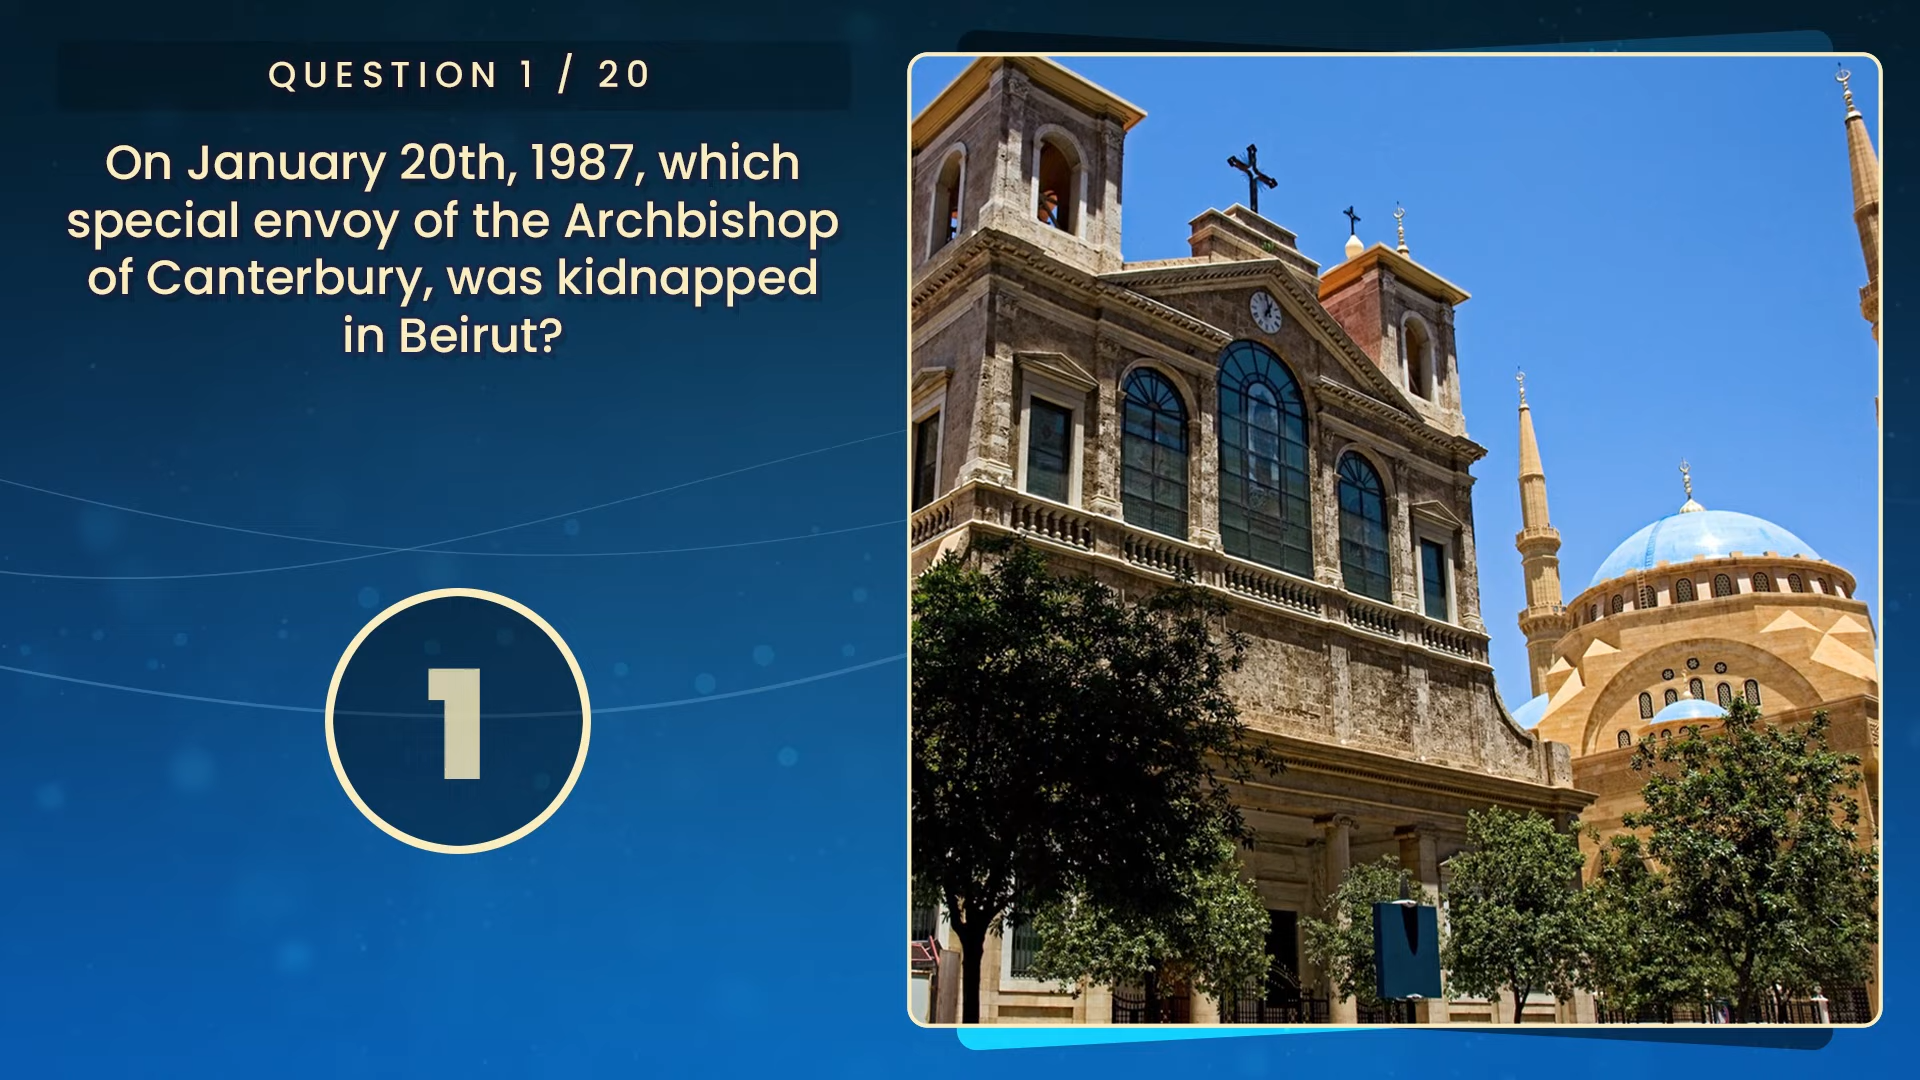 QUESTION 1 / 20
On January 20th, 1987, which
special envoy of the Archbishop
of Canterbury, was kidnapped
in Beirut?
1